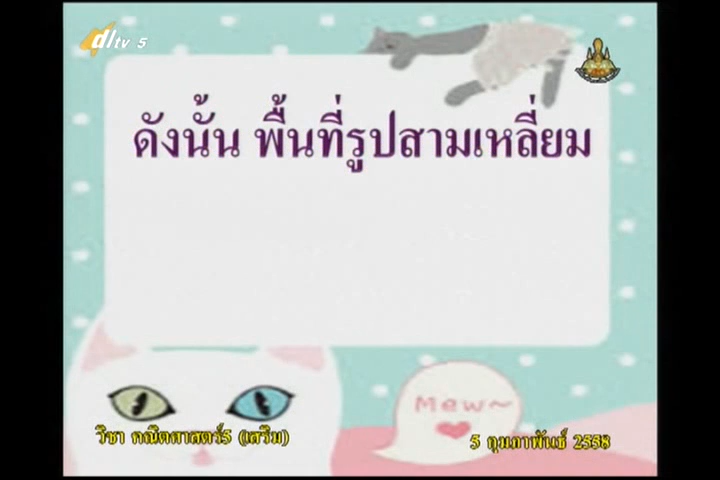 dltv 5
ดังนั้น พื้นที่รูปสามเหลี่ยม
Mew~
วิชา คณิตศาสตร์5 (เสริม)
5 กุมภาพันธ์ 2558